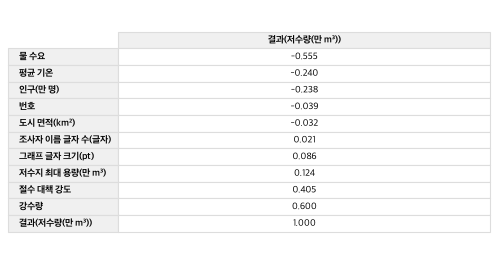 결과(저수량(만 m³))
물 수요 -0.555
평균 기온 -0.240
인구(만 명) -0.238
번호 -0.039
도시 면적(km²) -0.032
조사자 이름 글자 수(글자) 0.021
그래프 글자 크기(pt) 0.086
저수지 최대 용량(만 m³) 0.124
절수 대책 강도 0.405
강수량 0.600
결과(저수량(만 m³)) 1.000